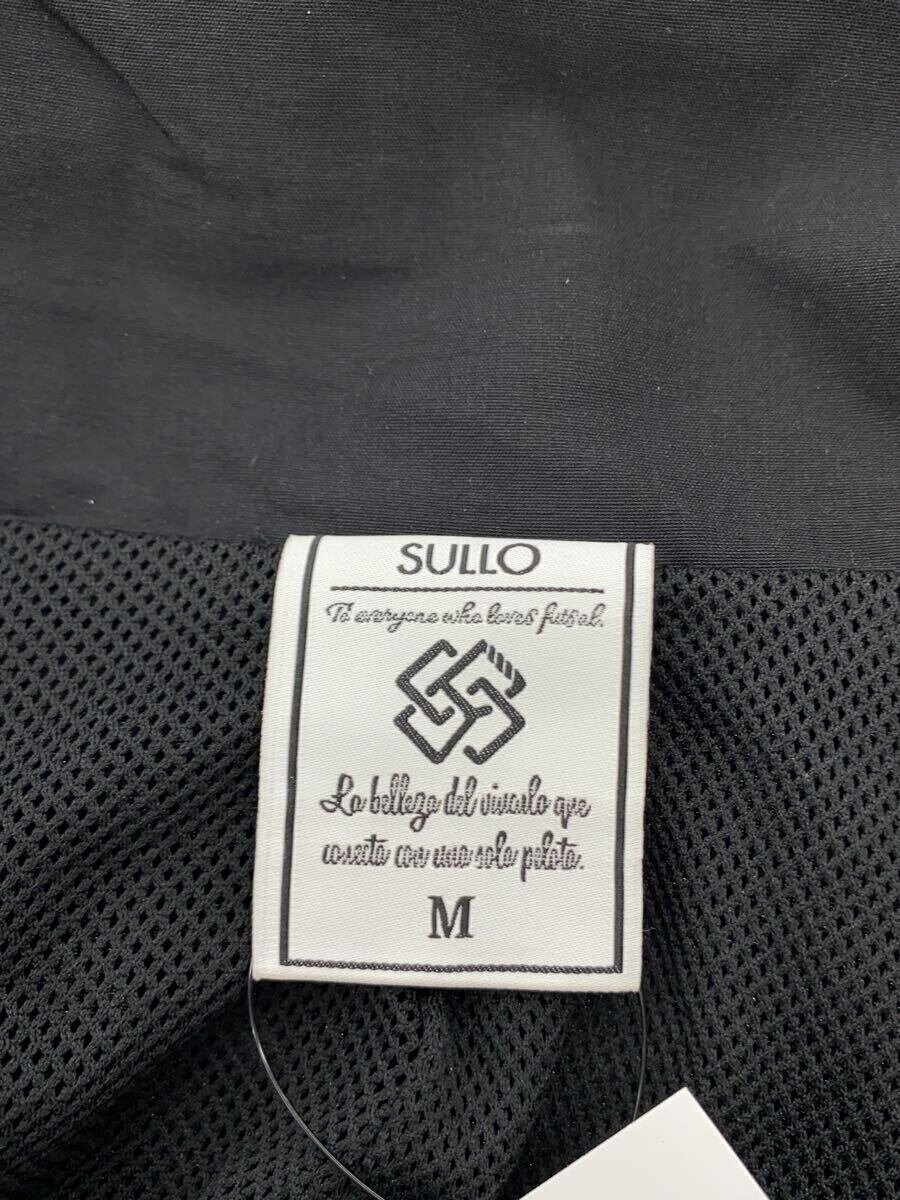 SULLO
To everyone who loves futsal.
La belleza del vinculo que
conecta con una sola pelota.
M